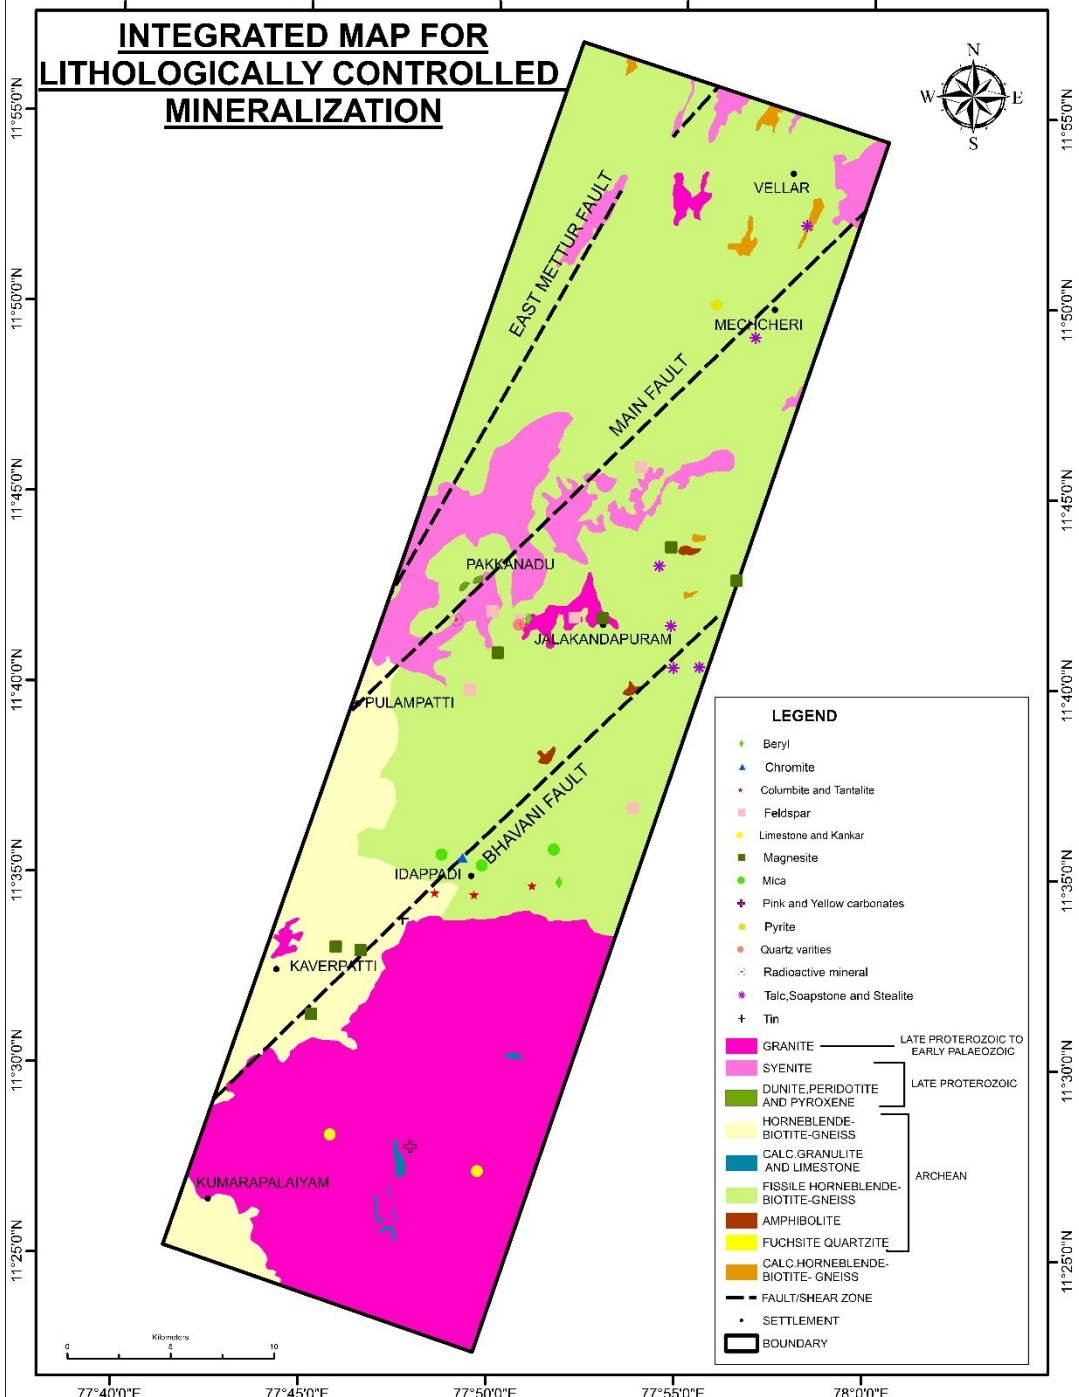 INTEGRATED MAP FOR
LITHOLOGICALLY CONTROLLED
MINERALIZATION
N
W
E
S
11°55'0"N
11°55'0"N
VELLAR
EAST METTUR FAULT
11°50'0"N
11°50'0"N
MECHCHERI
MAIN FAULT
11°45'0"N
11°45'0"N
PAKKANADU
JALAKANDAPURAM
11°40'0"N
11°40'0"N
PULAMPATTI
BHAVANI FAULT
11°35'0"N
11°35'0"N
IDAPPADI
KAVERPATTI
11°30'0"N
11°30'0"N
KUMARAPALAIYAM
11°25'0"N
11°25'0"N
LEGEND
Beryl
Chromite
Columbite and Tantalite
Feldspar
Limestone and Kankar
Magnesite
Mica
Pink and Yellow carbonates
Pyrite
Quartz varities
Radioactive mineral
Talc,Soapstone and Stealite
Tin
GRANITE
LATE PROTEROZOIC TO
EARLY PALAEOZOIC
SYENITE
DUNITE,PERIDOTITE
AND PYROXENE
LATE PROTEROZOIC
HORNEBLENDE-
BIOTITE-GNEISS
CALC.GRANULITE
AND LIMESTONE
FISSILE HORNEBLENDE-
BIOTITE-GNEISS
AMPHIBOLITE
FUCHSITE QUARTZITE
ARCHEAN
CALC.HORNEBLENDE-
BIOTITE- GNEISS
FAULT/SHEAR ZONE
SETTLEMENT
BOUNDARY
Kilometers
0 5 10
77°40'0"E 77°45'0"E 77°50'0"E 77°55'0"E 78°0'0"E